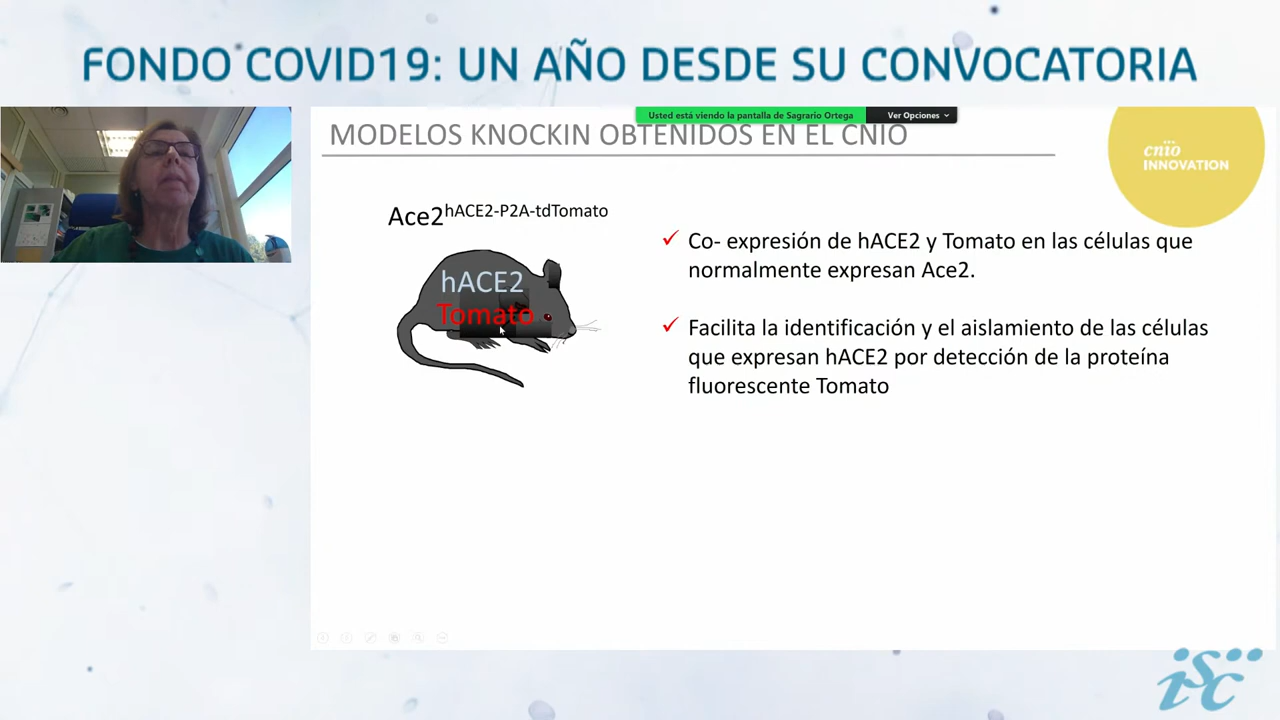 FONDO COVID19: UN AÑO DESDE SU CONVOCATORIA
Usted está viendo la pantalla de Sagrario Ortega
Ver Opciones
MODELOS KNOCKIN OBTENIDOS EN EL CNIO
cnio
INNOVATION
Ace2hACE2-P2A-tdTomato
hACE2
Tomato
✓ Co- expresión de hACE2 y Tomato en las células que
normalmente expresan Ace2.
✓ Facilita la identificación y el aislamiento de las células
que expresan hACE2 por detección de la proteína
fluorescente Tomato
isc